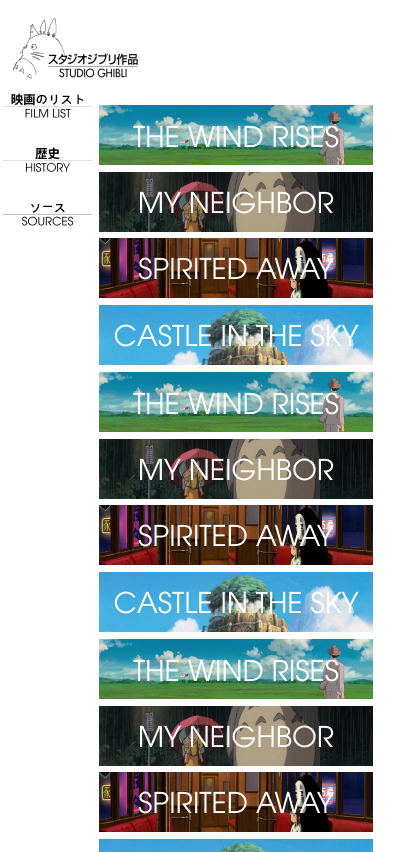 スタジオジブリ作品
STUDIO GHIBLI
映画のリスト
FILM LIST
歴史
HISTORY
ソース
SOURCES
THE WIND RISES
MY NEIGHBOR
SPIRITED AWAY
CASTLE IN THE SKY
THE WIND RISES
MY NEIGHBOR
SPIRITED AWAY
CASTLE IN THE SKY
THE WIND RISES
MY NEIGHBOR
SPIRITED AWAY